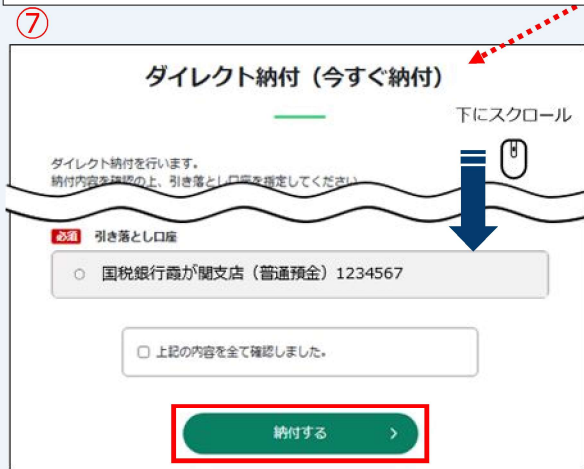 ⑦
ダイレクト納付（今すぐ納付）
下にスクロール
ダイレクト納付を行います。
納付内容を確認の上、引き落とし口座を指定してください
必須 引き落とし口座
国税銀行霞が関支店（普通預金）1234567
上記の内容を全て確認しました。
納付する